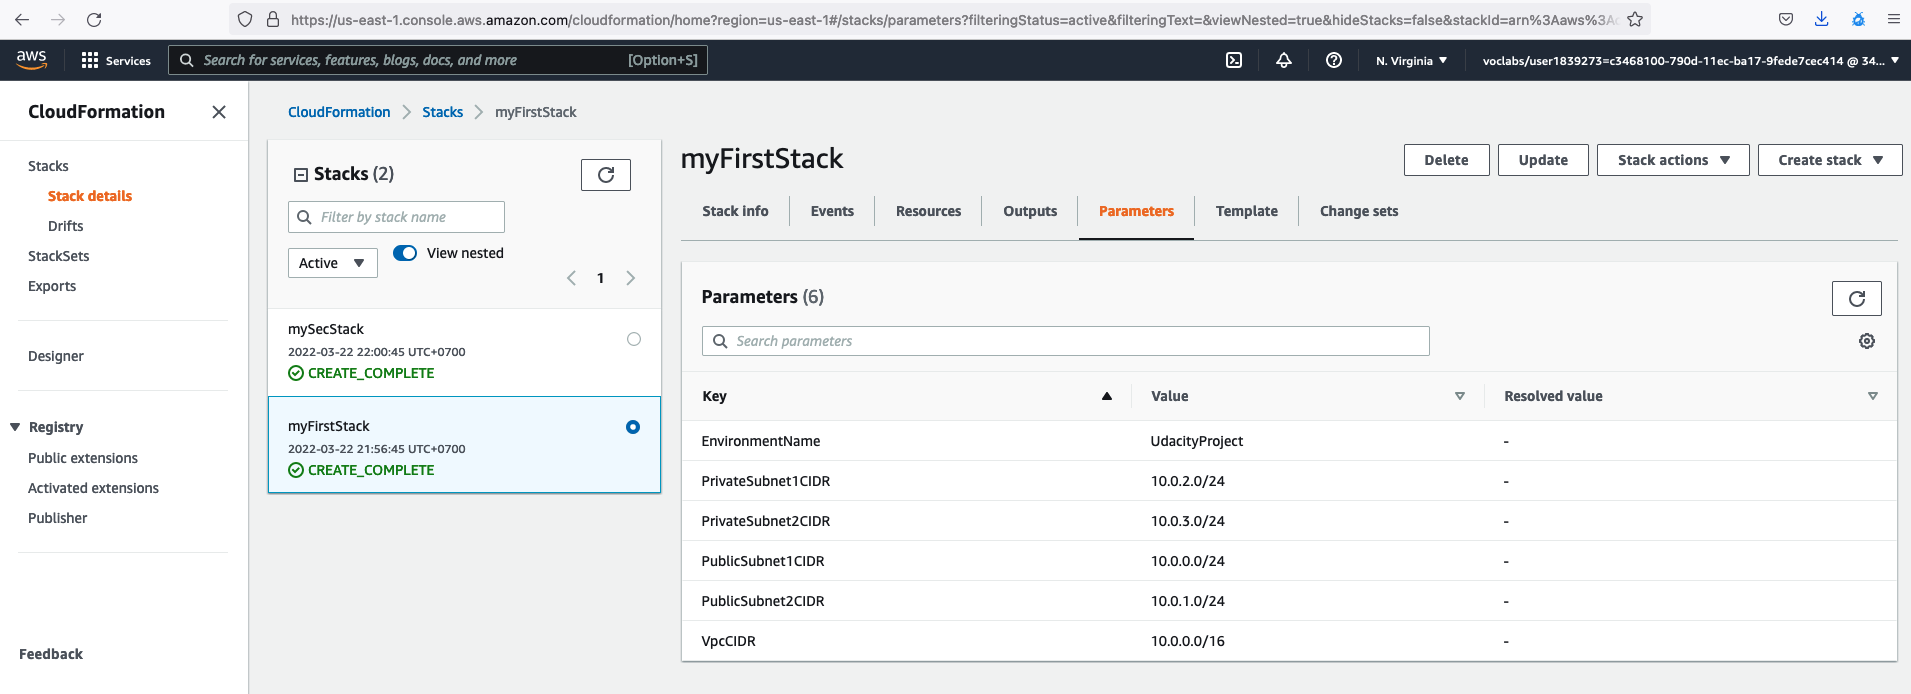 https://us-east-1.console.aws.amazon.com/cloudformation/home?region=us-east-1#/stacks/parameters?filteringStatus=active&filteringText=&viewNested=true&hideStacks=false&stackId=arn%3Aaws%3A
aws
Services
Search for services, features, blogs, docs, and more
[Option+S]
N. Virginia
voclabs/user1839273=c3468100-790d-11ec-ba17-9fede7cec414 @ 34...
CloudFormation
Stacks
Stack details
Drifts
StackSets
Exports
Designer
Registry
Public extensions
Activated extensions
Publisher
Feedback
CloudFormation
Stacks
myFirstStack
Stacks (2)
Filter by stack name
Active
View nested
1
mySecStack
2022-03-22 22:00:45 UTC+0700
CREATE_COMPLETE
myFirstStack
2022-03-22 21:56:45 UTC+0700
CREATE_COMPLETE
myFirstStack
Delete
Update
Stack actions
Create stack
Stack info
Events
Resources
Outputs
Parameters
Template
Change sets
Parameters (6)
Search parameters
Key Value Resolved value
EnvironmentName UdacityProject -
PrivateSubnet1CIDR 10.0.2.0/24 -
PrivateSubnet2CIDR 10.0.3.0/24 -
PublicSubnet1CIDR 10.0.0.0/24 -
PublicSubnet2CIDR 10.0.1.0/24 -
VpcCIDR 10.0.0.0/16 -